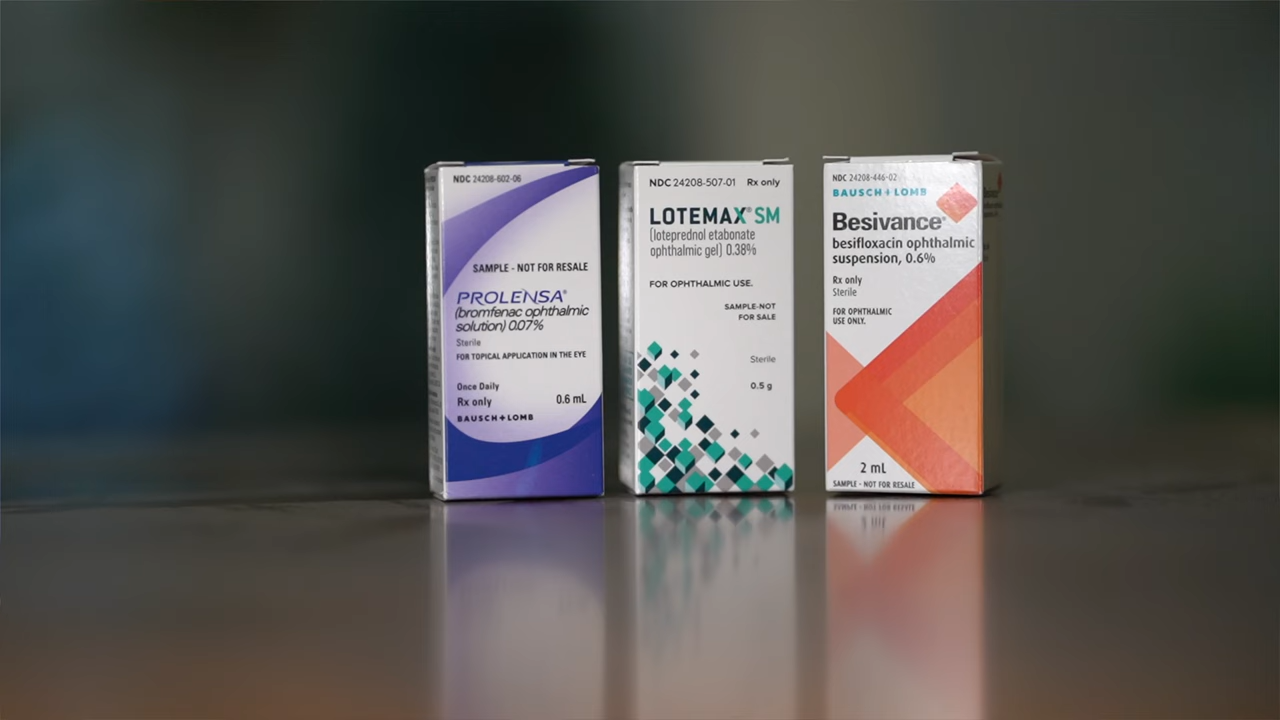 NDC 24208-602-06
SAMPLE - NOT FOR RESALE
PROLENSA®
(bromfenac ophthalmic
solution) 0.07%
Sterile
FOR TOPICAL APPLICATION IN THE EYE
Once Daily
Rx only
0.6 mL
BAUSCH + LOMB
NDC 24208-507-01 Rx only
LOTEMAX® SM
(loteprednol etabonate
ophthalmic gel) 0.38%
FOR OPHTHALMIC USE.
SAMPLE-NOT
FOR SALE
Sterile
0.5 g
NDC 24208-446-02
BAUSCH + LOMB
Besivance®
besifloxacin ophthalmic
suspension, 0.6%
Rx only
Sterile
FOR OPHTHALMIC
USE ONLY.
2 mL
SAMPLE - NOT FOR RESALE